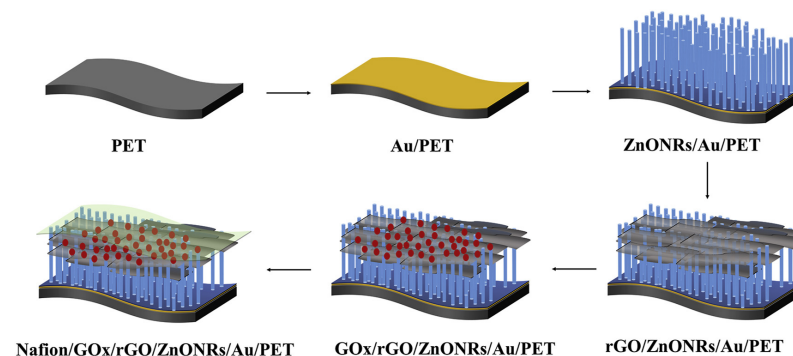 PET
Au/PET
ZnONRs/Au/PET
Nafion/GOx/rGO/ZnONRs/Au/PET
GOx/rGO/ZnONRs/Au/PET
rGO/ZnONRs/Au/PET